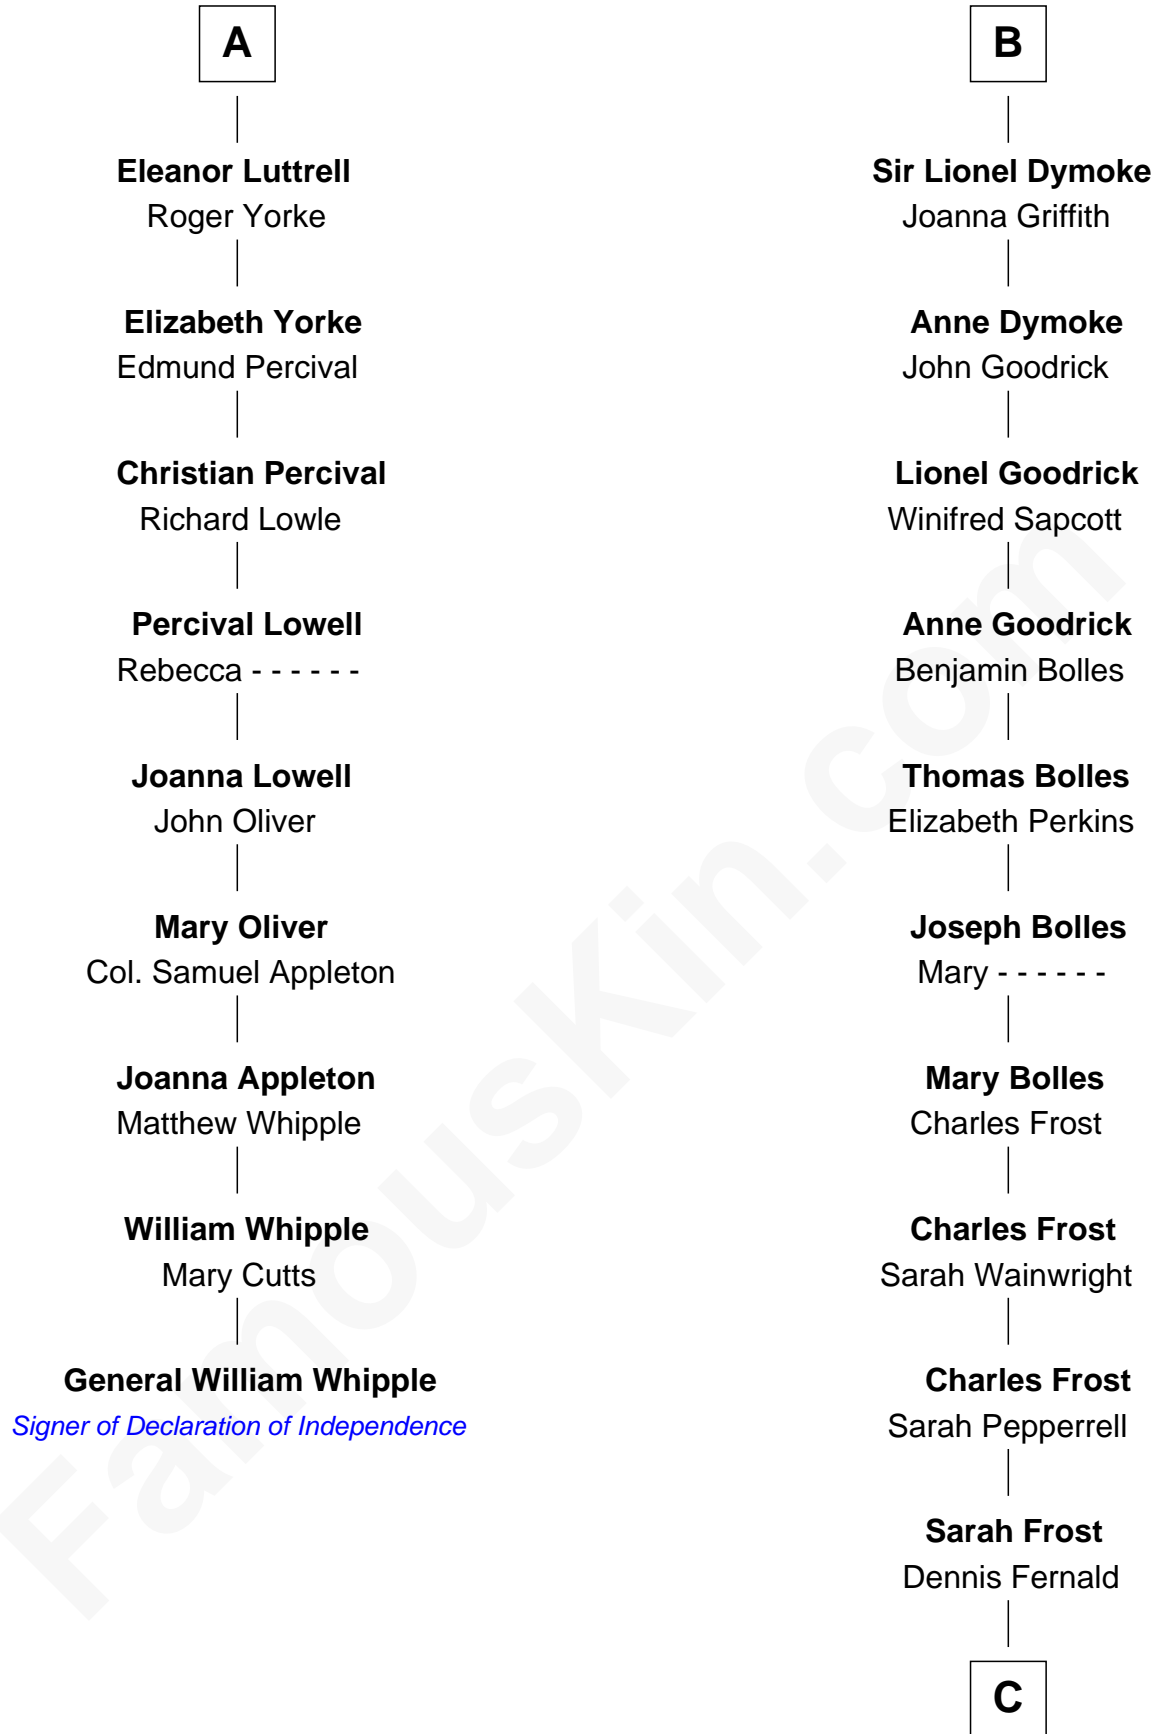 A
Eleanor Luttrell
Roger Yorke
Elizabeth Yorke
Edmund Percival
Christian Percival
Richard Lowle
Percival Lowell
Rebecca - - - - - -
Joanna Lowell
John Oliver
Mary Oliver
Col. Samuel Appleton
Joanna Appleton
Matthew Whipple
William Whipple
Mary Cutts
General William Whipple
Signer of Declaration of Independence
B
Sir Lionel Dymoke
Joanna Griffith
Anne Dymoke
John Goodrick
Lionel Goodrick
Winifred Sapcott
Anne Goodrick
Benjamin Bolles
Thomas Bolles
Elizabeth Perkins
Joseph Bolles
Mary - - - - - -
Mary Bolles
Charles Frost
Charles Frost
Sarah Wainwright
Charles Frost
Sarah Pepperrell
Sarah Frost
Dennis Fernald
C
FamousKin.com